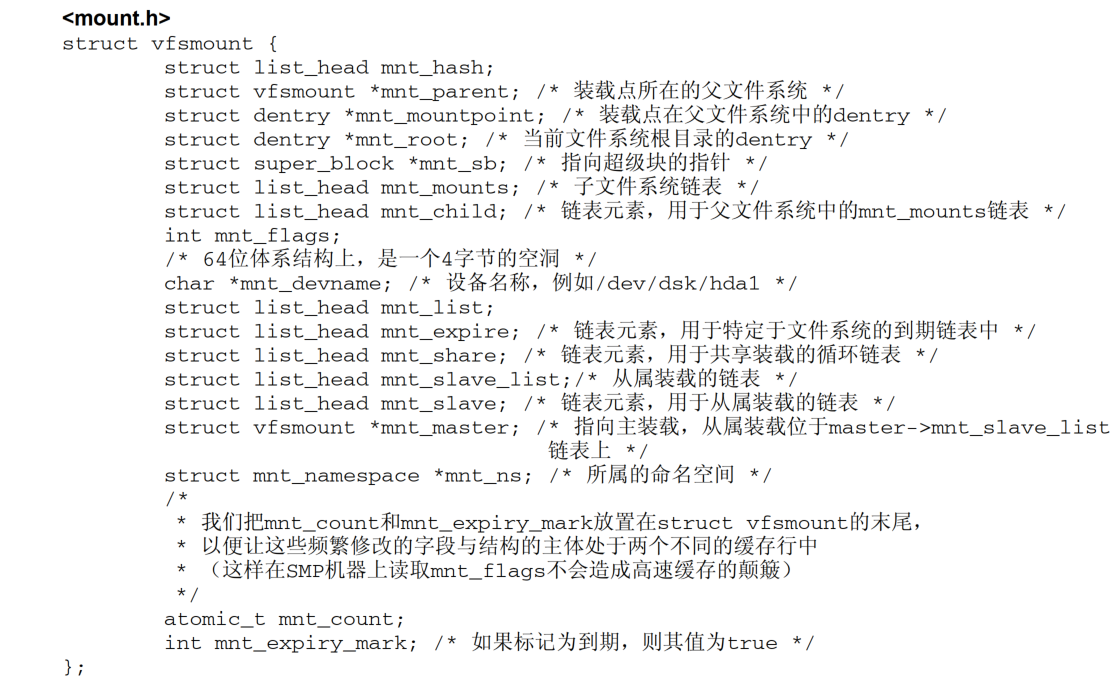 <mount.h>
struct vfsmount {
struct list_head mnt_hash;
struct vfsmount *mnt_parent; /* 装载点所在的父文件系统 */
struct dentry *mnt_mountpoint; /* 装载点在父文件系统中的dentry */
struct dentry *mnt_root; /* 当前文件系统根目录的dentry */
struct super_block *mnt_sb; /* 指向超级块的指针 */
struct list_head mnt_mounts; /* 子文件系统链表 */
struct list_head mnt_child; /* 链表元素，用于父文件系统中的mnt_mounts链表 */
int mnt_flags;
/* 64位体系结构上，是一个4字节的空洞 */
char *mnt_devname; /* 设备名称，例如/dev/dsk/hda1 */
struct list_head mnt_list;
struct list_head mnt_expire; /* 链表元素，用于特定于文件系统的到期链表中 */
struct list_head mnt_share; /* 链表元素，用于共享装载的循环链表 */
struct list_head mnt_slave_list;/* 从属装载的链表 */
struct list_head mnt_slave; /* 链表元素，用于从属装载的链表 */
struct vfsmount *mnt_master; /* 指向主装载，从属装载位于master->mnt_slave_list
链表上 */
struct mnt_namespace *mnt_ns; /* 所属的命名空间 */
/*
* 我们把mnt_count和mnt_expiry_mark放置在struct vfsmount的末尾，
* 以便让这些频繁修改的字段与结构的主体处于两个不同的缓存行中
* （这样在SMP机器上读取mnt_flags不会造成高速缓存的颠簸）
*/
atomic_t mnt_count;
int mnt_expiry_mark; /* 如果标记为到期，则其值为true */
};